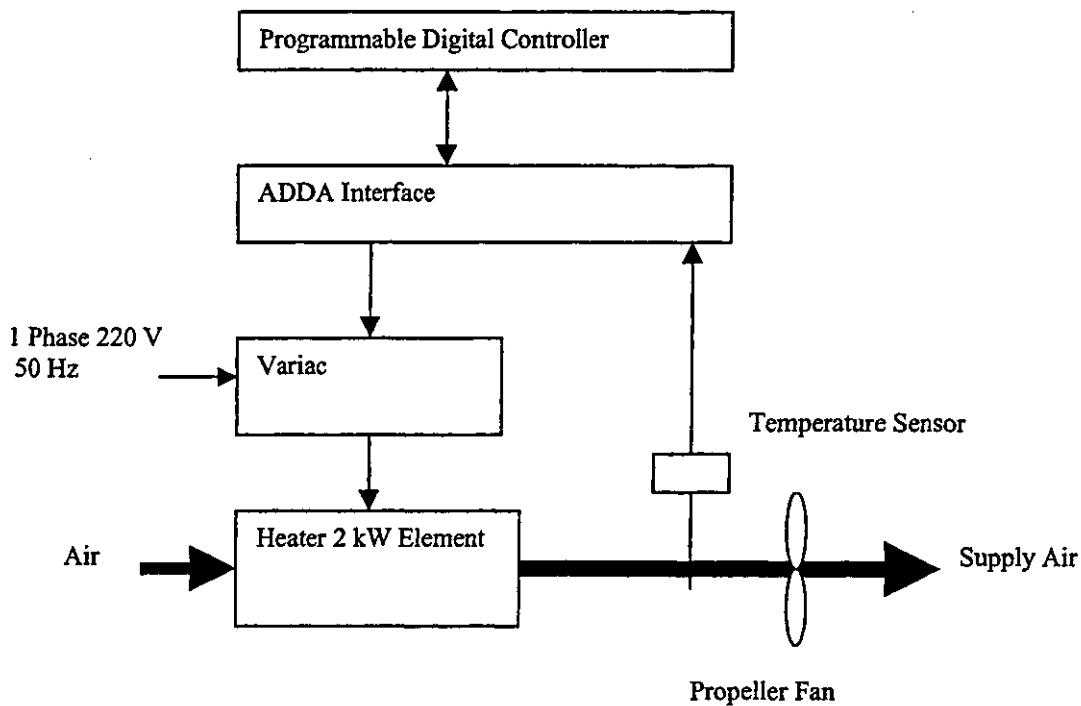 Programmable Digital Controller
ADDA Interface
1 Phase 220 V
50 Hz
Variac
Temperature Sensor
Heater 2 kW Element
Air
Supply Air
Propeller Fan